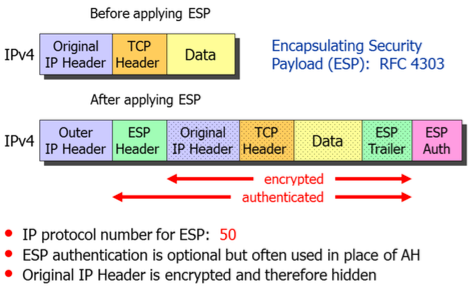 Before applying ESP
IPv4
Original
IP Header
TCP
Header
Data
Encapsulating Security
Payload (ESP): RFC 4303
After applying ESP
IPv4
Outer
IP Header
ESP
Header
Original
IP Header
TCP
Header
Data
ESP
Trailer
ESP
Auth
encrypted
authenticated
• IP protocol number for ESP: 50
• ESP authentication is optional but often used in place of AH
• Original IP Header is encrypted and therefore hidden